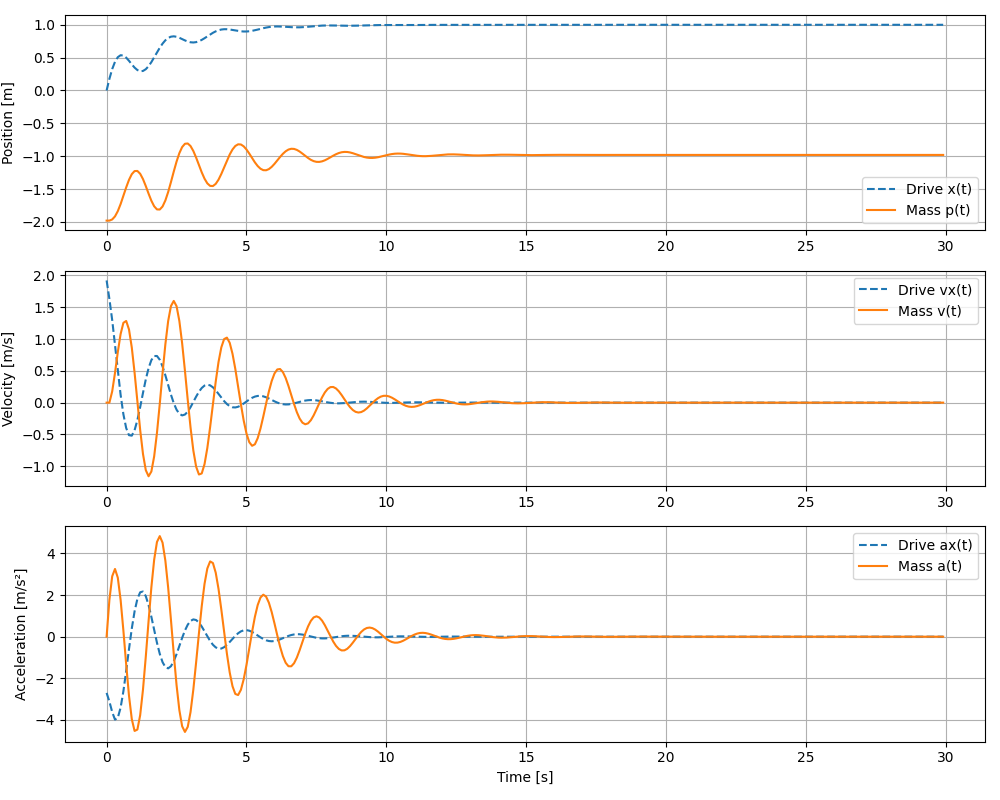 1.0
0.5
0.0
−0.5
−1.0
−1.5
−2.0
Position [m]
Drive x(t)
Mass p(t)
0 5 10 15 20 25 30
2.0
1.5
1.0
0.5
0.0
−0.5
−1.0
Velocity [m/s]
Drive vx(t)
Mass v(t)
0 5 10 15 20 25 30
4
2
0
−2
−4
Acceleration [m/s²]
Drive ax(t)
Mass a(t)
0 5 10 15 20 25 30
Time [s]